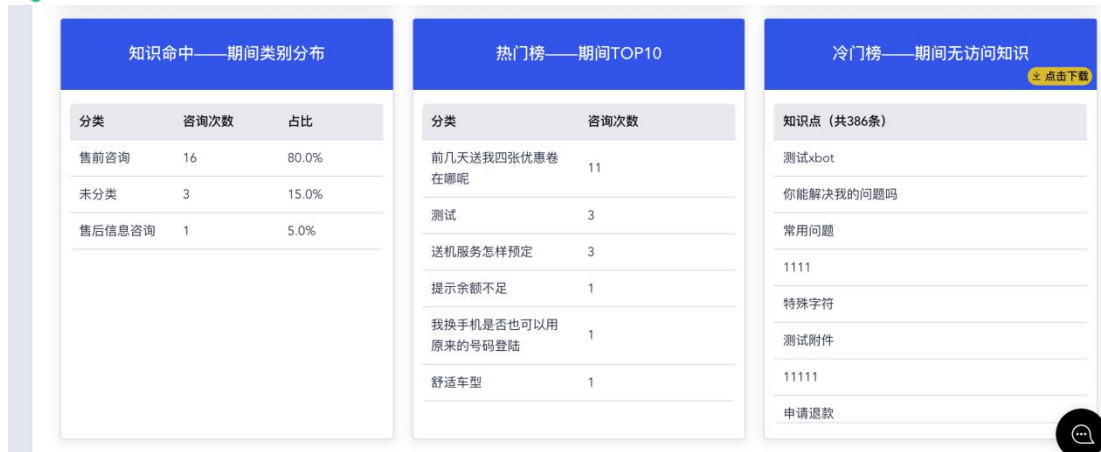 知识命中——期间类别分布
分类 咨询次数 占比
售前咨询 16 80.0%
未分类 3 15.0%
售后信息咨询 1 5.0%
热门榜——期间TOP10
分类 咨询次数
前几天送我四张优惠卷
在哪呢
11
测试 3
送机服务怎样预定 3
提示余额不足 1
我换手机是否也可以用
原来的号码登陆
1
舒适车型 1
冷门榜——期间无访问知识
点击下载
知识点（共386条）
测试xbot
你能解决我的问题吗
常用问题
1111
特殊字符
测试附件
11111
申请退款